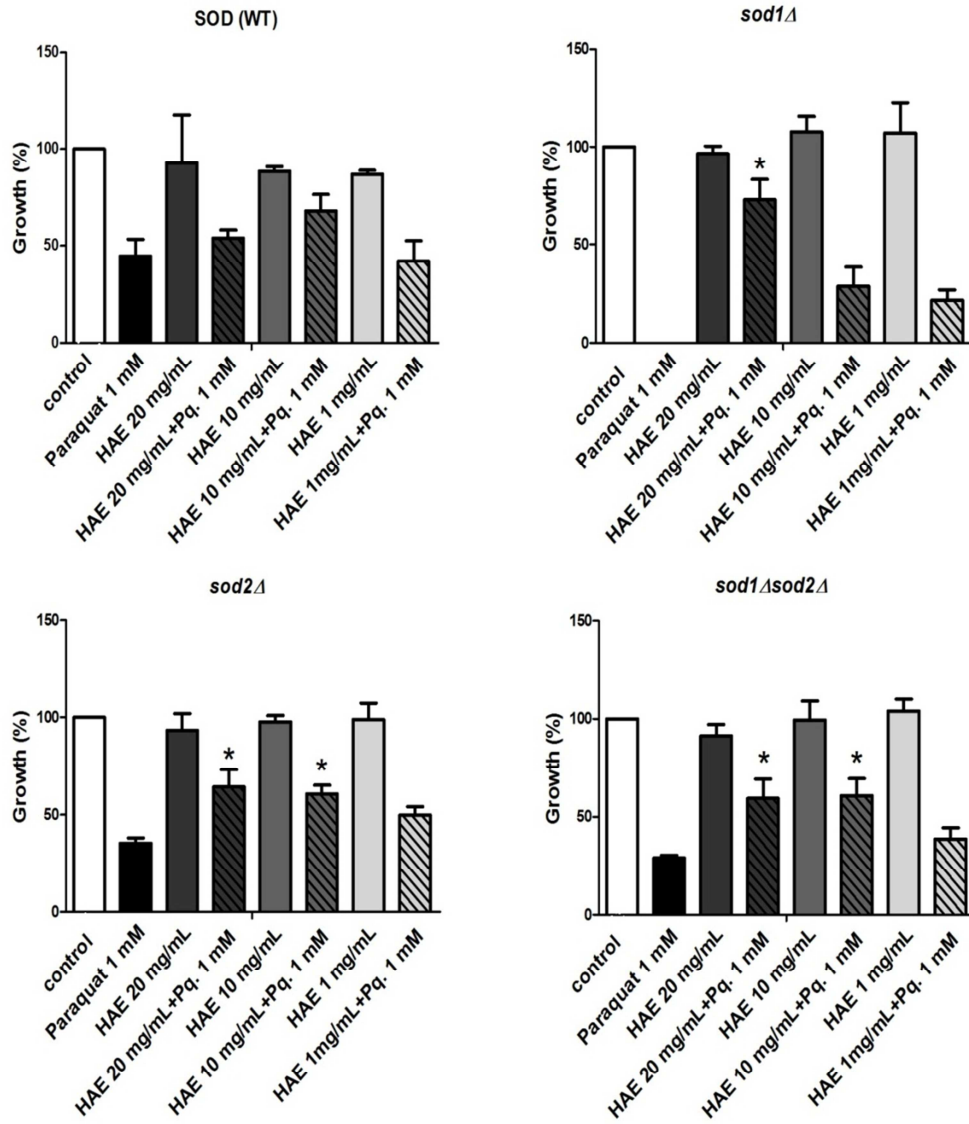 SOD (WT)
150
100
50
0
Growth (%)
control
Paraquat 1 mM
HAE 20 mg/mL
HAE 20 mg/mL+Pq. 1 mM
HAE 10 mg/mL
HAE 10 mg/mL+Pq. 1 mM
HAE 1 mg/mL
HAE 1mg/mL+Pq. 1 mM
sod1Δ
150
100
50
0
Growth (%)
*
control
Paraquat 1 mM
HAE 20 mg/mL
HAE 20 mg/mL+Pq. 1 mM
HAE 10 mg/mL
HAE 10 mg/mL+Pq. 1 mM
HAE 1 mg/mL
HAE 1mg/mL+Pq. 1 mM
sod2Δ
150
100
50
0
Growth (%)
* *
control
Paraquat 1 mM
HAE 20 mg/mL
HAE 20 mg/mL+Pq. 1 mM
HAE 10 mg/mL
HAE 10 mg/mL+Pq. 1 mM
HAE 1 mg/mL
HAE 1mg/mL+Pq. 1 mM
sod1Δsod2Δ
150
100
50
0
Growth (%)
* *
control
Paraquat 1 mM
HAE 20 mg/mL
HAE 20 mg/mL+Pq. 1 mM
HAE 10 mg/mL
HAE 10 mg/mL+Pq. 1 mM
HAE 1 mg/mL
HAE 1mg/mL+Pq. 1 mM